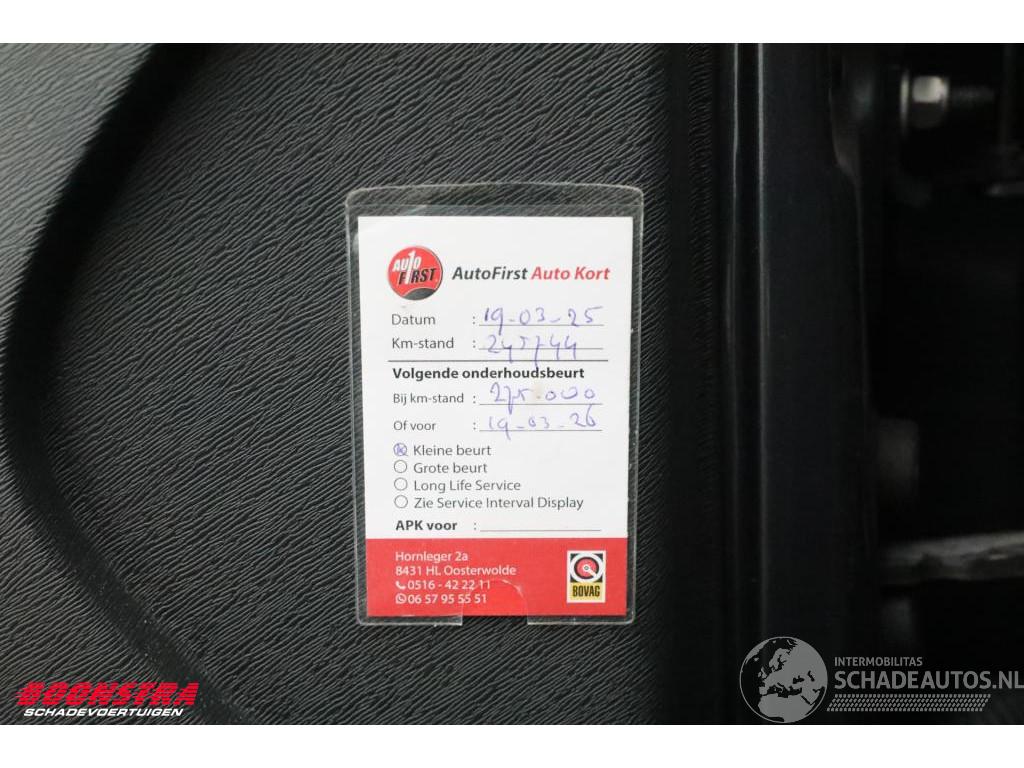 AUTO
FIRST
AutoFirst Auto Kort
Datum : 19-03-25
Km-stand : 245744
Volgende onderhoudsbeurt
Bij km-stand : 275.000
Of voor : 19-03-26
Kleine beurt
Grote beurt
Long Life Service
Zie Service Interval Display
APK voor :
Hornleger 2a
8431 HL Oosterwolde
0516 - 42 22 11
06 57 95 55 51
BOVAG
BOONSTRA
SCHADEVOERTUIGEN
INTERMOBILITAS
SCHADEAUTOS.NL